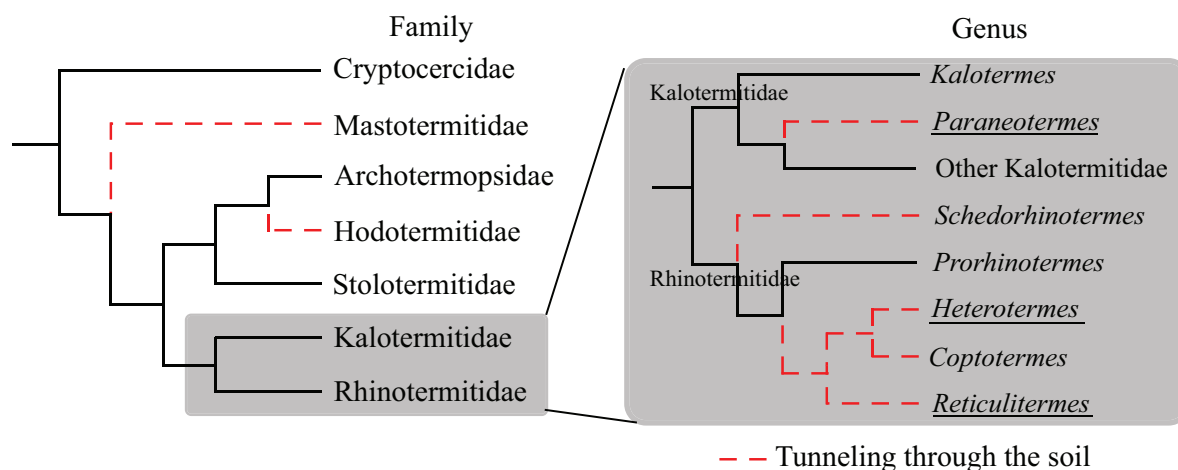 Family
Cryptocercidae
Mastotermitidae
Archotermopsidae
Hodotermitidae
Stolotermitidae
Kalotermitidae
Rhinotermitidae
Genus
Kalotermitidae
Kalotermes
Paraneotermes
Other Kalotermitidae
Schedorhinotermes
Rhinotermitidae
Prorhinotermes
Heterotermes
Coptotermes
Reticulitermes
Tunneling through the soil